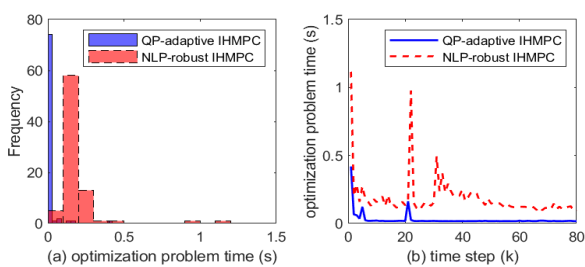 80
60
40
20
0
Frequency
QP-adaptive IHMPC
NLP-robust IHMPC
0
0.5
1
1.5
(a) optimization problem time (s)
1.5
1
0.5
0
optimization problem time (s)
QP-adaptive IHMPC
NLP-robust IHMPC
0
20
40
60
80
(b) time step (k)